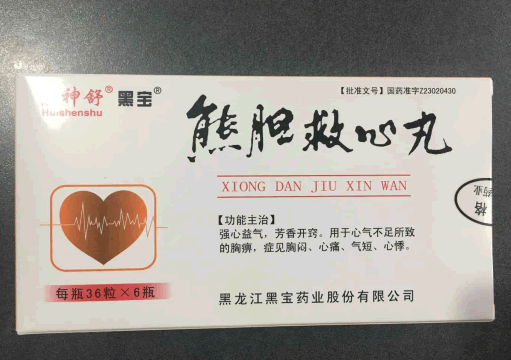 神舒® 黑宝®
Huishenshu
【批准文号】国药准字Z23020430
熊胆救心丸
XIONG DAN JIU XIN WAN
【功能主治】
强心益气，芳香开窍。用于心气不足所致
的胸痹，症见胸闷、心痛、气短、心悸。
格
药业
每瓶36粒×6瓶
黑龙江黑宝药业股份有限公司